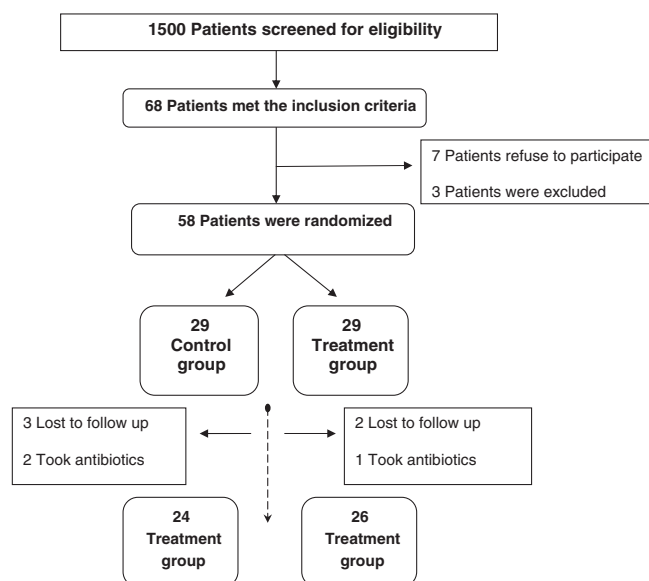 1500 Patients screened for eligibility
68 Patients met the inclusion criteria
7 Patients refuse to participate
3 Patients were excluded
58 Patients were randomized
29
Control
group
29
Treatment
group
3 Lost to follow up
2 Took antibiotics
2 Lost to follow up
1 Took antibiotics
24
Treatment
group
26
Treatment
group